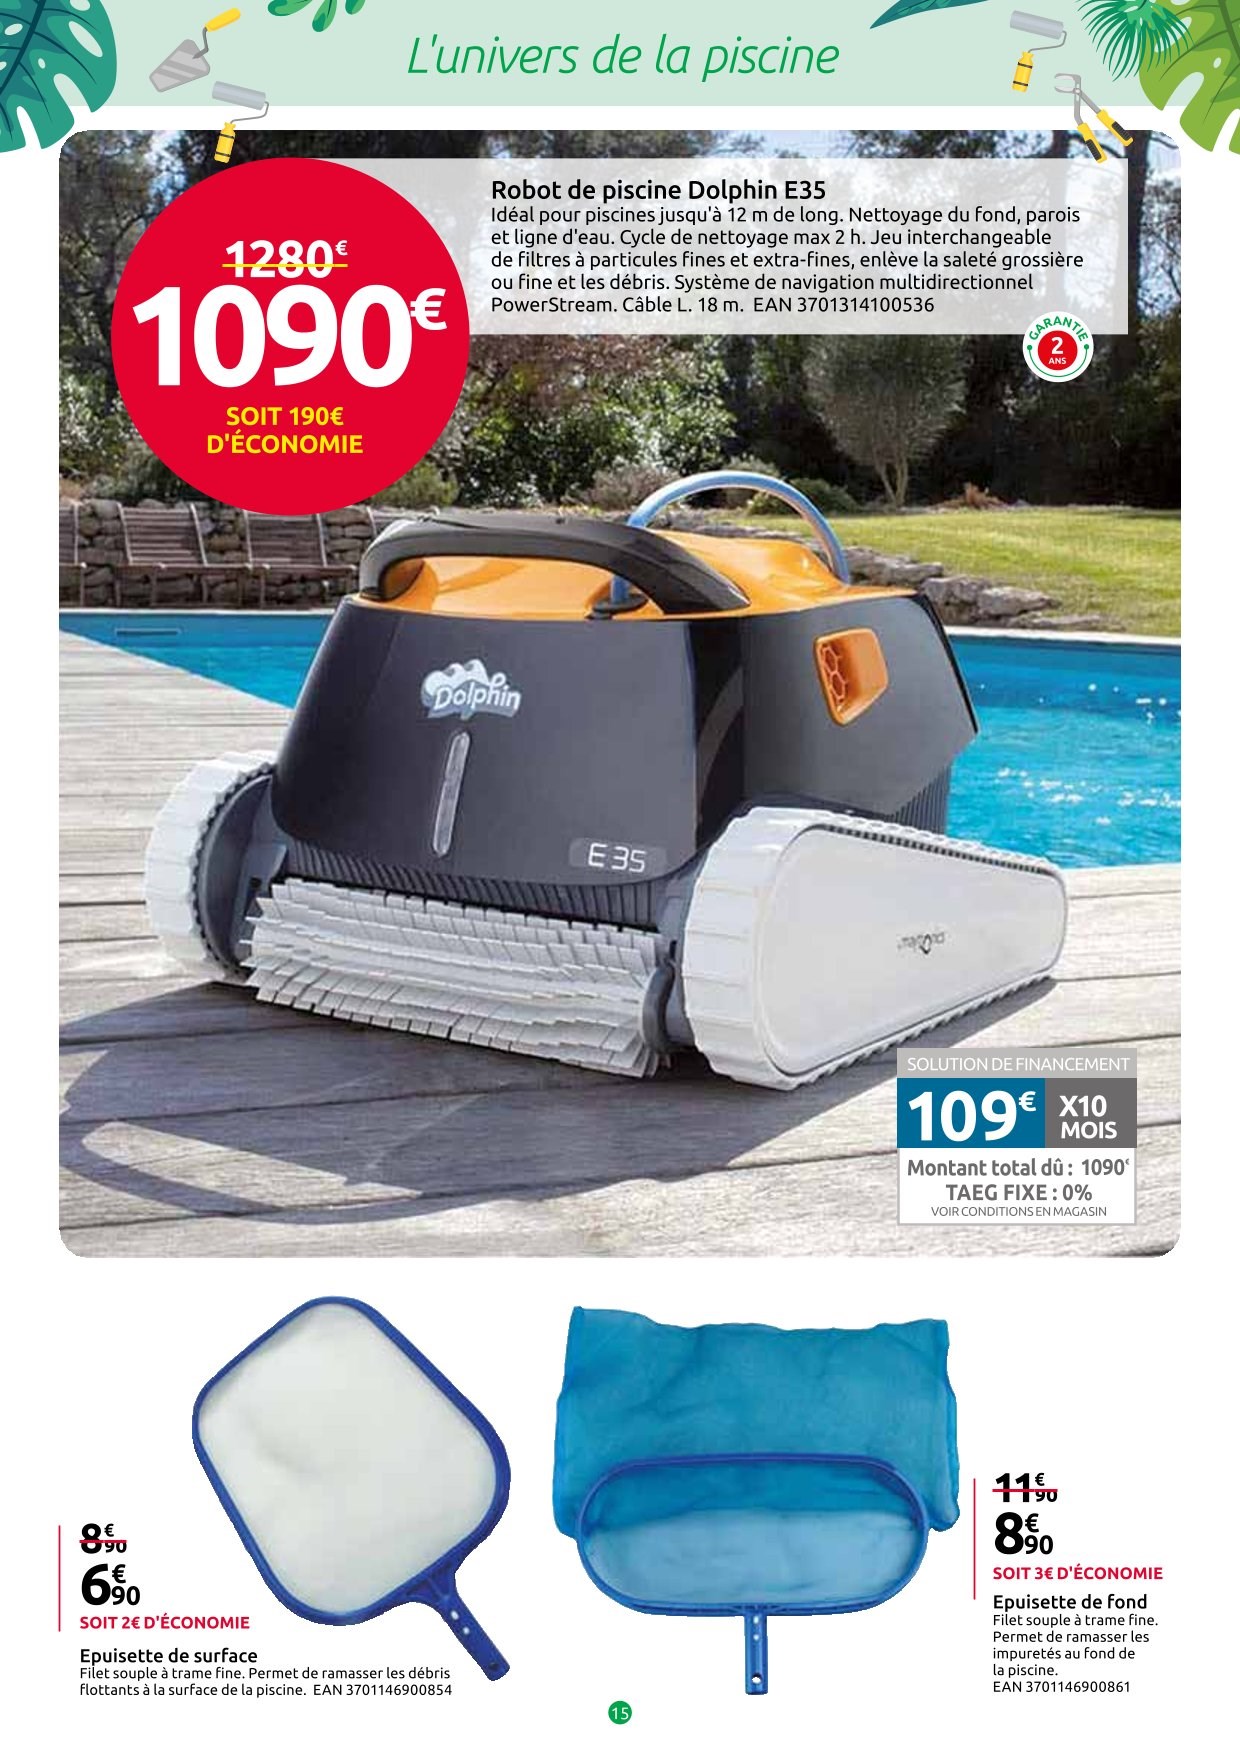 L'univers de la piscine
1280€
1090€
SOIT 190€
D'ÉCONOMIE
Robot de piscine Dolphin E35
Idéal pour piscines jusqu'à 12 m de long. Nettoyage du fond, parois
et ligne d'eau. Cycle de nettoyage max 2 h. Jeu interchangeable
de filtres à particules fines et extra-fines, enlève la saleté grossière
ou fine et les débris. Système de navigation multidirectionnel
PowerStream. Câble L. 18 m. EAN 3701314100536
GARANTIE
2
ANS
Dolphin
E 35
maytronics
SOLUTION DE FINANCEMENT
109€ X10
MOIS
Montant total dû : 1090€
TAEG FIXE : 0%
VOIR CONDITIONS EN MAGASIN
8€90
6€90
SOIT 2€ D'ÉCONOMIE
Epuisette de surface
Filet souple à trame fine. Permet de ramasser les débris
flottants à la surface de la piscine. EAN 3701146900854
11€90
8€90
SOIT 3€ D'ÉCONOMIE
Epuisette de fond
Filet souple à trame fine.
Permet de ramasser les
impuretés au fond de
la piscine.
EAN 3701146900861
15